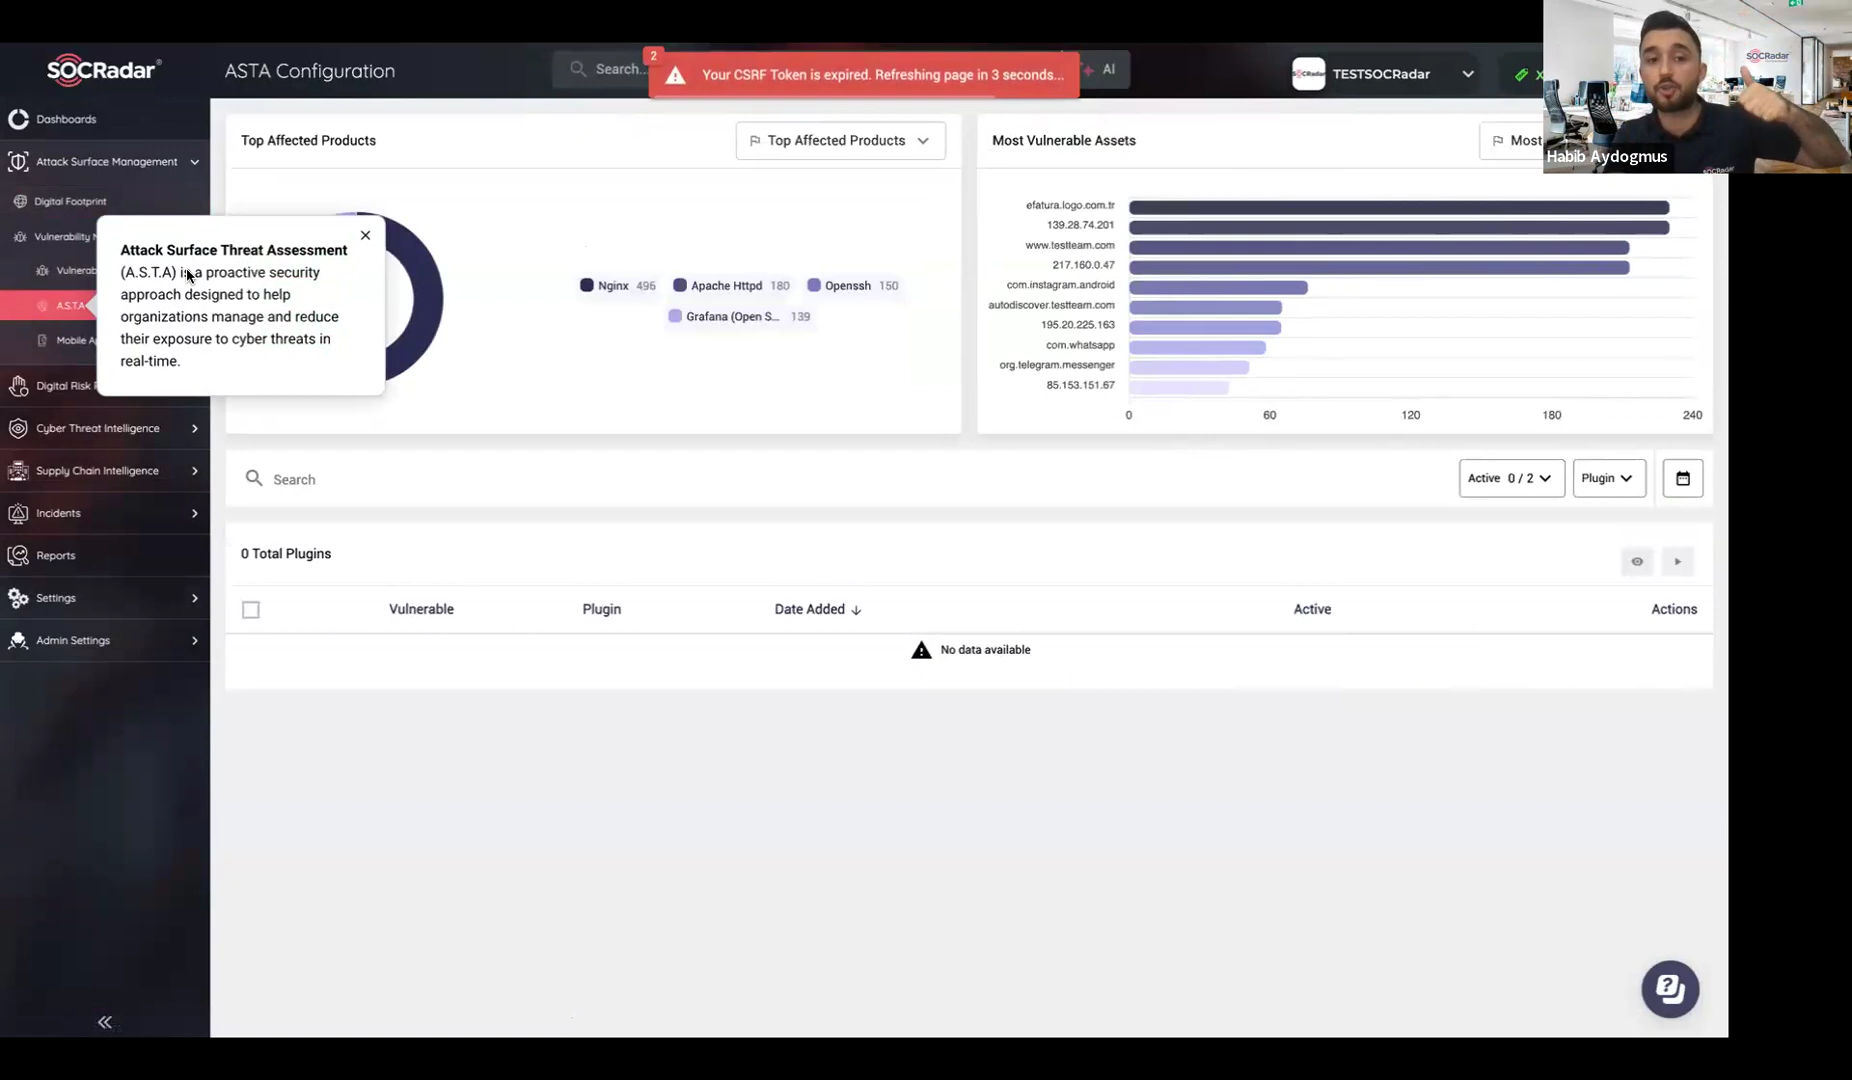 SOCRadar
ASTA Configuration
Search...
2
Your CSRF Token is expired. Refreshing page in 3 seconds...
AI
SOCRadar
TESTSOCRadar
SOCRadar
Habib Aydogmus
Dashboards
Attack Surface Management
Digital Footprint
Vulnerability M
Vulnerab
A.S.T.A
Mobile Ap
Digital Risk
Cyber Threat Intelligence
Supply Chain Intelligence
Incidents
Reports
Settings
Admin Settings
Attack Surface Threat Assessment
(A.S.T.A) is a proactive security
approach designed to help
organizations manage and reduce
their exposure to cyber threats in
real-time.
Top Affected Products
Top Affected Products
Nginx 496
Apache Httpd 180
Openssh 150
Grafana (Open S... 139
Most Vulnerable Assets
Most
efatura.logo.com.tr
139.28.74.201
www.testteam.com
217.160.0.47
com.instagram.android
autodiscover.testteam.com
195.20.225.163
com.whatsapp
org.telegram.messenger
85.153.151.67
0 60 120 180 240
Search
Active 0 / 2
Plugin
0 Total Plugins
Vulnerable Plugin Date Added Active Actions
No data available